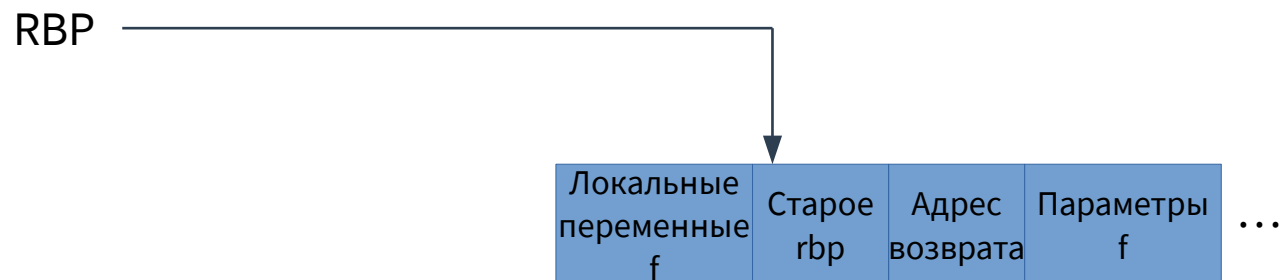 RBP
Локальные
переменные
f
Старое
rbp
Адрес
возврата
Параметры
f
...